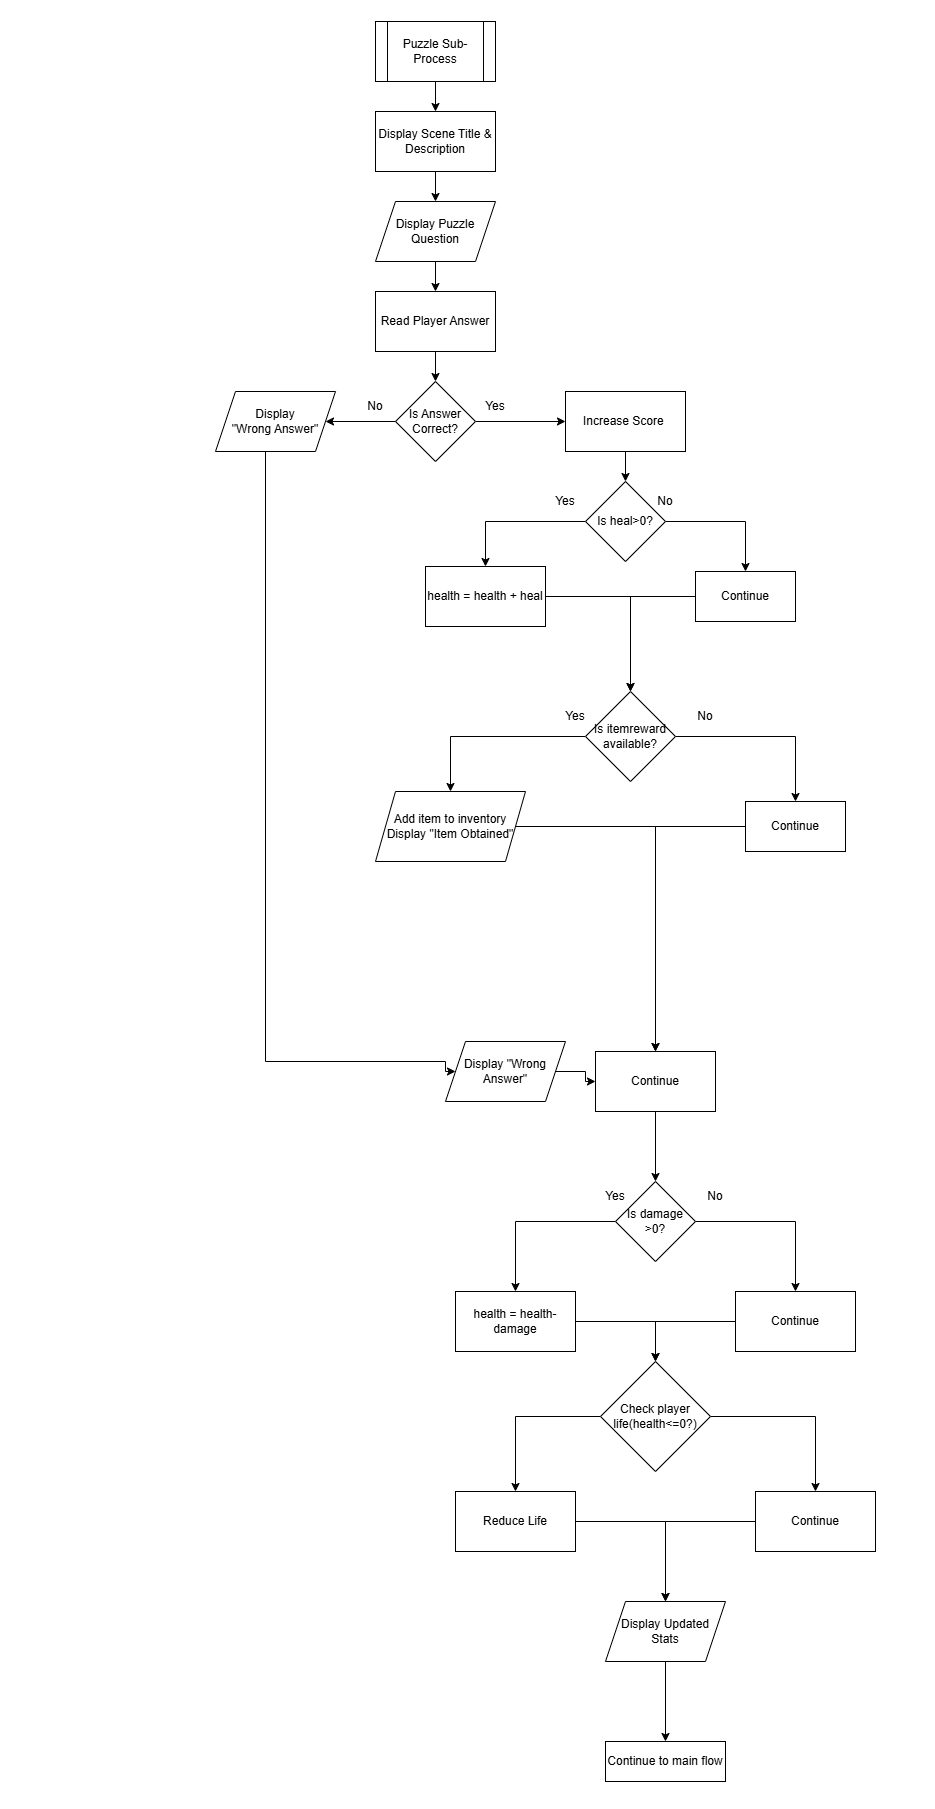 Puzzle Sub-
Process
Display Scene Title &
Description
Display Puzzle
Question
Read Player Answer
Display
"Wrong Answer"
No
Is Answer
Correct?
Yes
Increase Score
Yes
Is heal>0?
No
health = health + heal
Continue
Yes
Is itemreward
available?
No
Add item to inventory
Display "Item Obtained"
Continue
Display "Wrong
Answer"
Continue
Yes
Is damage
>0?
No
health = health-
damage
Continue
Check player
life(health<=0?)
Reduce Life
Continue
Display Updated
Stats
Continue to main flow